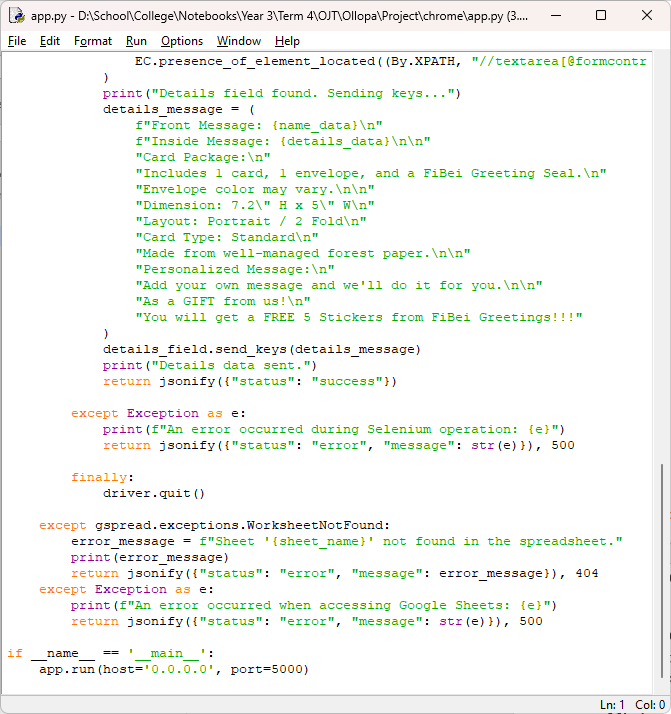 app.py - D:\School\College\Notebooks\Year 3\Term 4\OJT\Ollopa\Project\chrome\app.py (3....
File Edit Format Run Options Window Help
                EC.presence_of_element_located((By.XPATH, "//textarea[@formcontr
            )
            print("Details field found. Sending keys...")
            details_message = (
                f"Front Message: {name_data}\n"
                f"Inside Message: {details_data}\n\n"
                "Card Package:\n"
                "Includes 1 card, 1 envelope, and a FiBei Greeting Seal.\n"
                "Envelope color may vary.\n\n"
                "Dimension: 7.2\" H x 5\" W\n"
                "Layout: Portrait / 2 Fold\n"
                "Card Type: Standard\n"
                "Made from well-managed forest paper.\n\n"
                "Personalized Message:\n"
                "Add your own message and we'll do it for you.\n\n"
                "As a GIFT from us!\n"
                "You will get a FREE 5 Stickers from FiBei Greetings!!!"
            )
            details_field.send_keys(details_message)
            print("Details data sent.")
            return jsonify({"status": "success"})
        except Exception as e:
            print(f"An error occurred during Selenium operation: {e}")
            return jsonify({"status": "error", "message": str(e)}), 500
        finally:
            driver.quit()
    except gspread.exceptions.WorksheetNotFound:
        error_message = f"Sheet '{sheet_name}' not found in the spreadsheet."
        print(error_message)
        return jsonify({"status": "error", "message": error_message}), 404
    except Exception as e:
        print(f"An error occurred when accessing Google Sheets: {e}")
        return jsonify({"status": "error", "message": str(e)}), 500
if __name__ == '__main__':
    app.run(host='0.0.0.0', port=5000)
Ln: 1 Col: 0